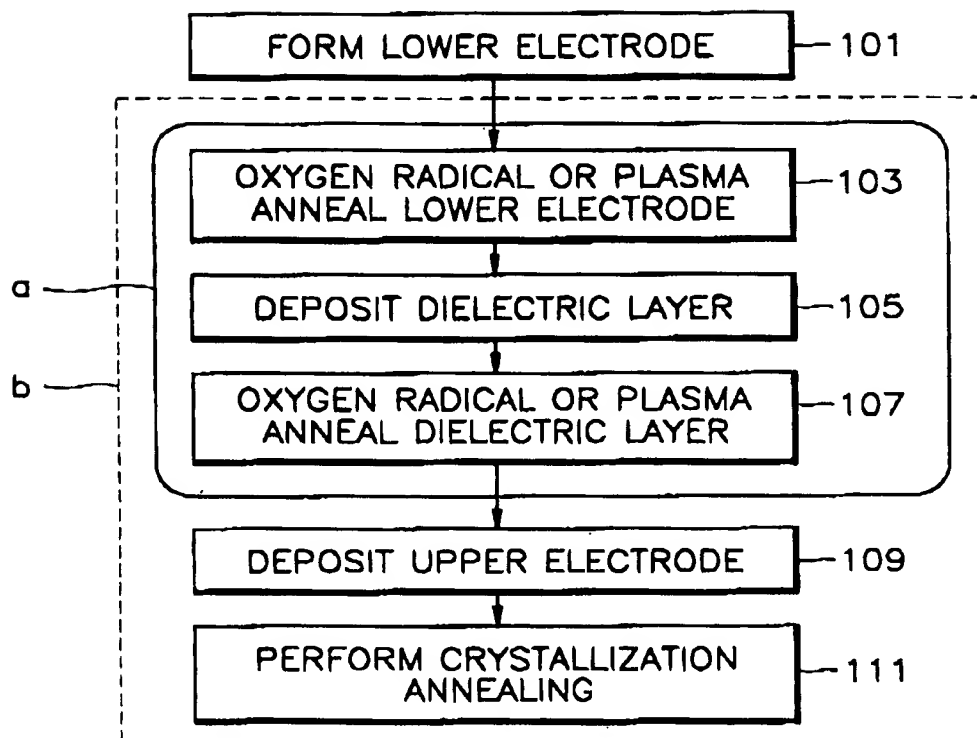 FORM LOWER ELECTRODE
101
OXYGEN RADICAL OR PLASMA
ANNEAL LOWER ELECTRODE
103
a
DEPOSIT DIELECTRIC LAYER
105
b
OXYGEN RADICAL OR PLASMA
ANNEAL DIELECTRIC LAYER
107
DEPOSIT UPPER ELECTRODE
109
PERFORM CRYSTALLIZATION
ANNEALING
111